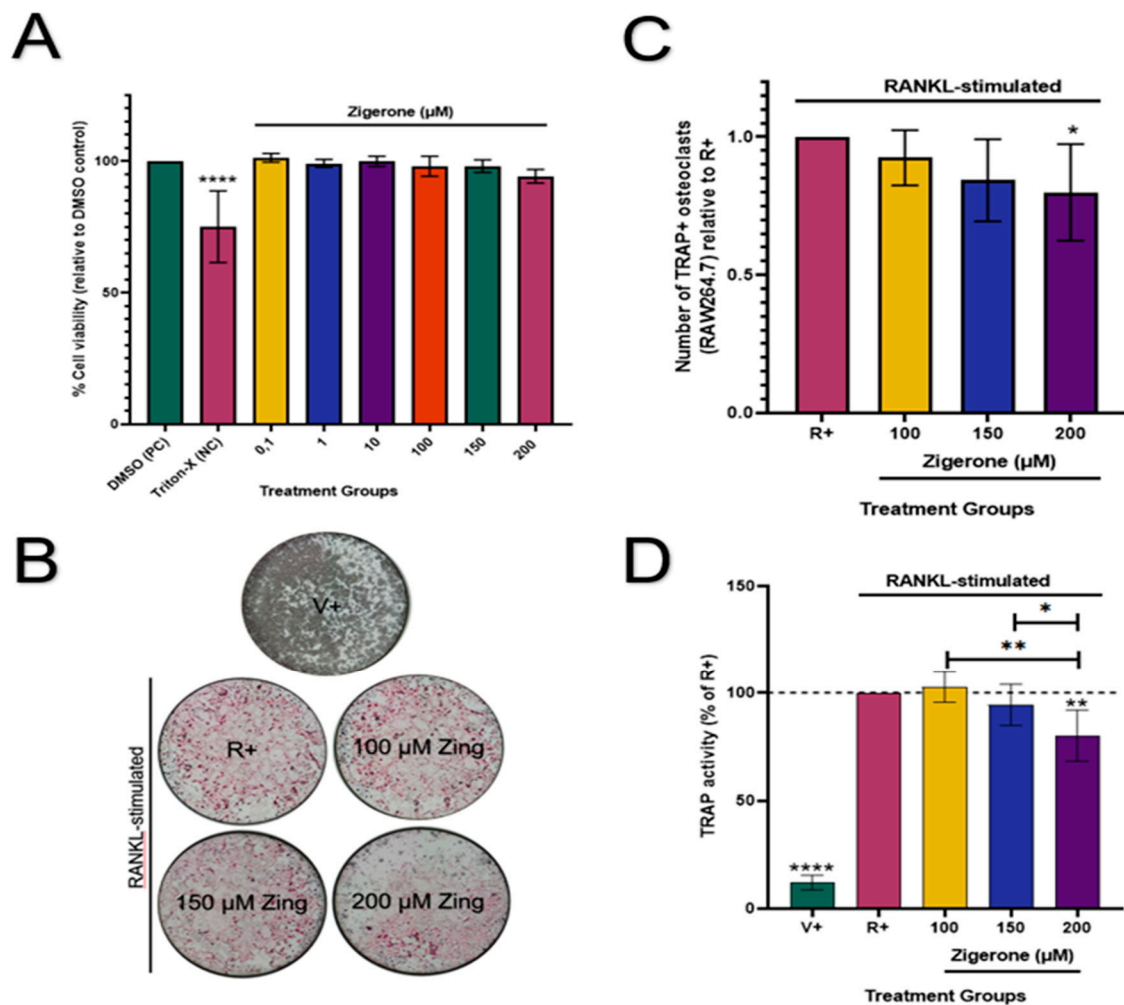 A
% Cell viability (relative to DMSO control)
Zigerone (µM)
100
50
0
****
DMSO (PC)
Triton-X (NC)
0,1
1
10
100
150
200
Treatment Groups
B
V+
RANKL-stimulated
R+
100 µM Zing
150 µM Zing
200 µM Zing
C
RANKL-stimulated
Number of TRAP+ osteoclasts
(RAW264.7) relative to R+
1.0
0.5
0.0
*
R+
100
150
200
Zigerone (µM)
Treatment Groups
D
RANKL-stimulated
TRAP activity (% of R+)
150
100
50
0
*
**
**
****
V+
R+
100
150
200
Zigerone (µM)
Treatment Groups